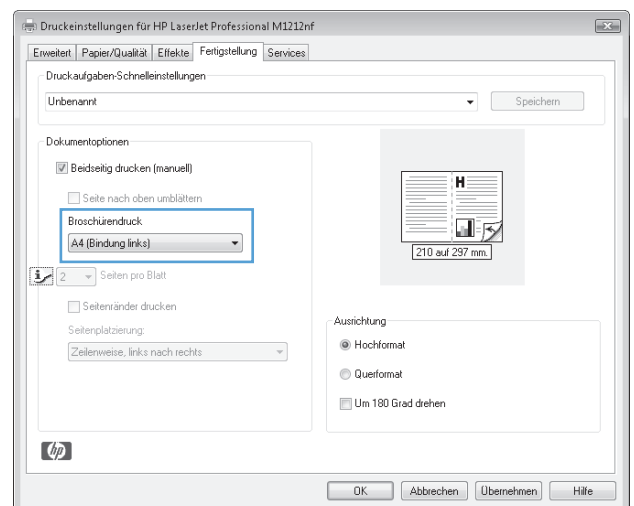 Druckeinstellungen für HP LaserJet Professional M1212nf
Erweitert Papier/Qualität Effekte Fertigstellung Services
Druckaufgaben-Schnelleinstellungen
Unbenannt
Speichern
Dokumentoptionen
Beidseitig drucken (manuell)
Seite nach oben umblättern
Broschürendruck
A4 (Bindung links)
2 Seiten pro Blatt
Seitenränder drucken
Seitenplatzierung:
Zeilenweise, links nach rechts
H
210 auf 297 mm.
Ausrichtung
Hochformat
Querformat
Um 180 Grad drehen
hp
OK Abbrechen Übernehmen Hilfe